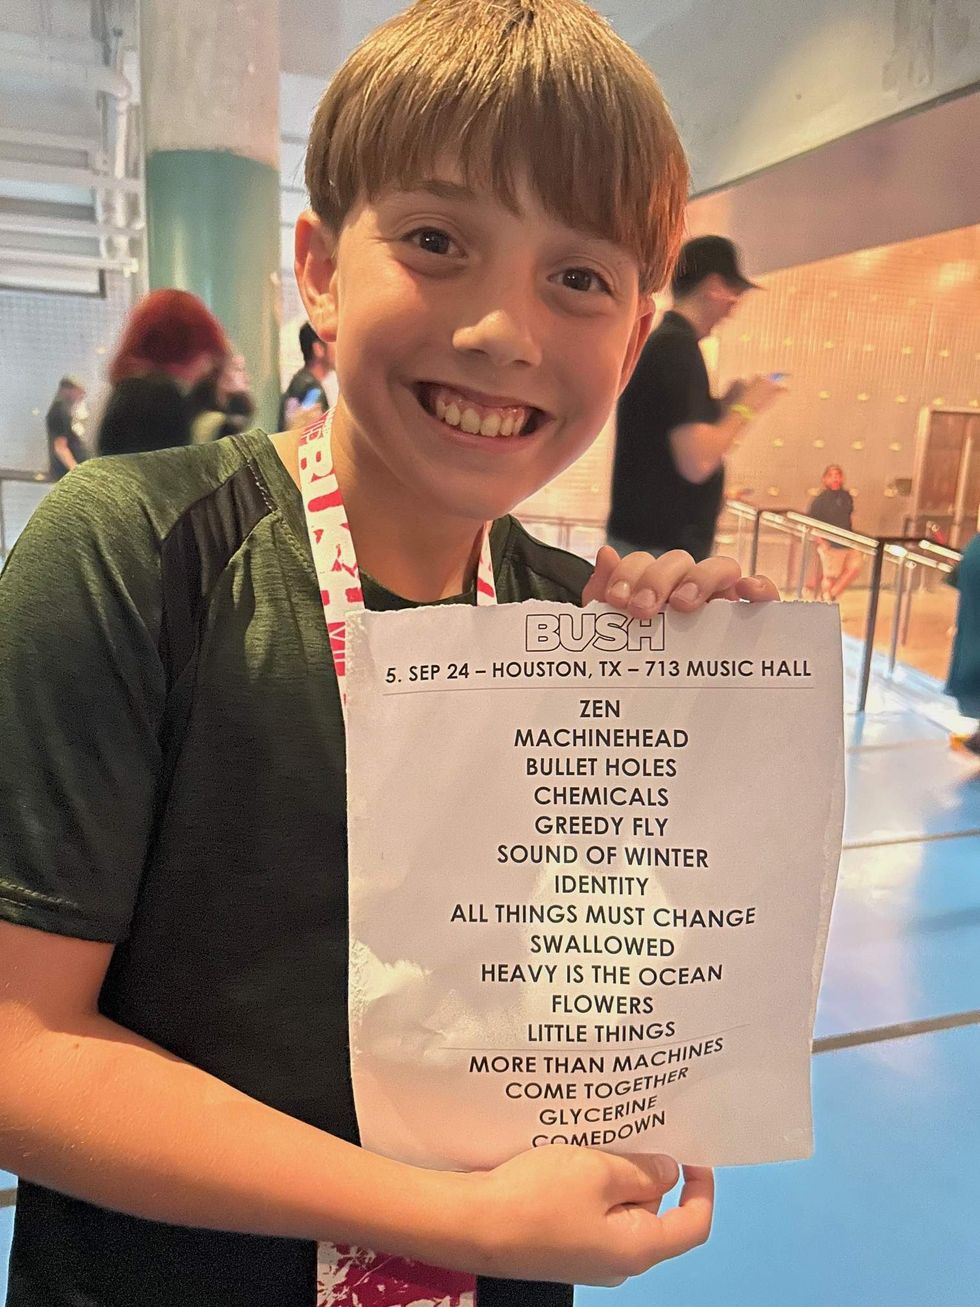 BUSH
BUSH
5. SEP 24 – HOUSTON, TX – 713 MUSIC HALL
ZEN
MACHINEHEAD
BULLET HOLES
CHEMICALS
GREEDY FLY
SOUND OF WINTER
IDENTITY
ALL THINGS MUST CHANGE
SWALLOWED
HEAVY IS THE OCEAN
FLOWERS
LITTLE THINGS
MORE THAN MACHINES
COME TOGETHER
GLYCERINE
COMEDOWN